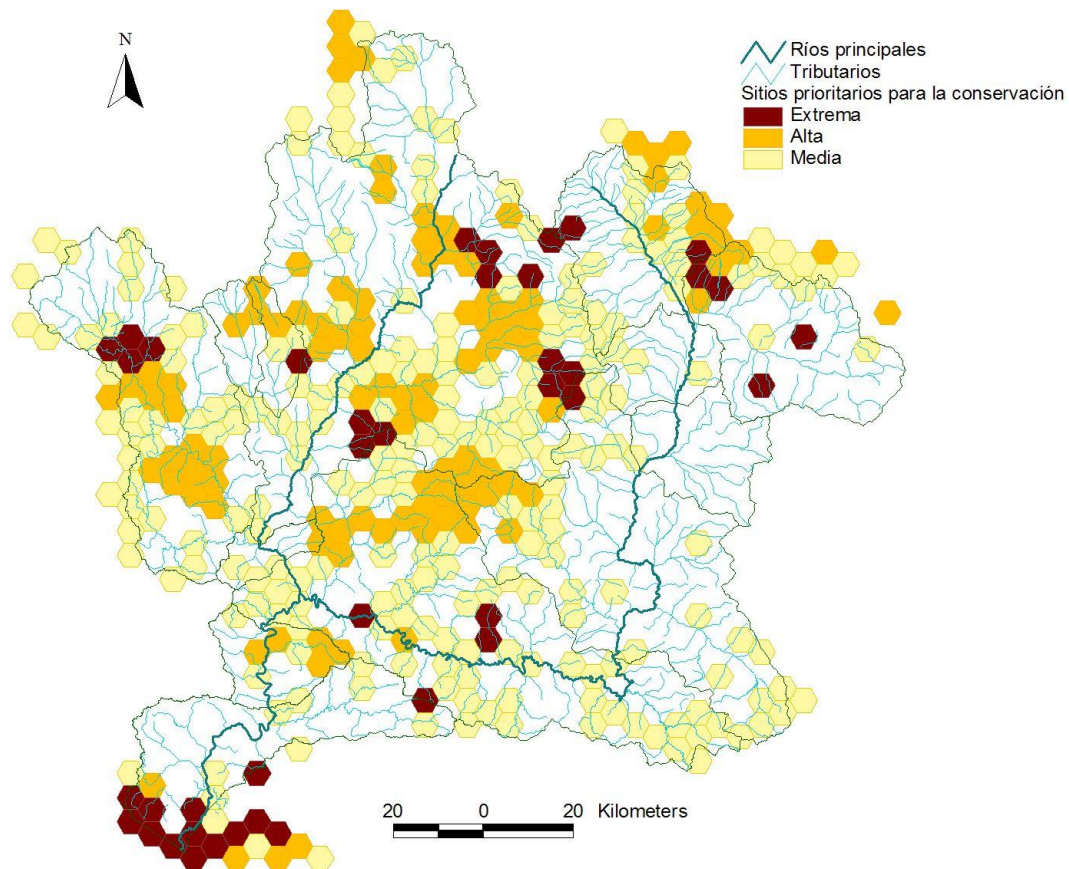 N
Ríos principales
Tributarios
Sitios prioritarios para la conservación
Extrema
Alta
Media
20 0 20 Kilometers